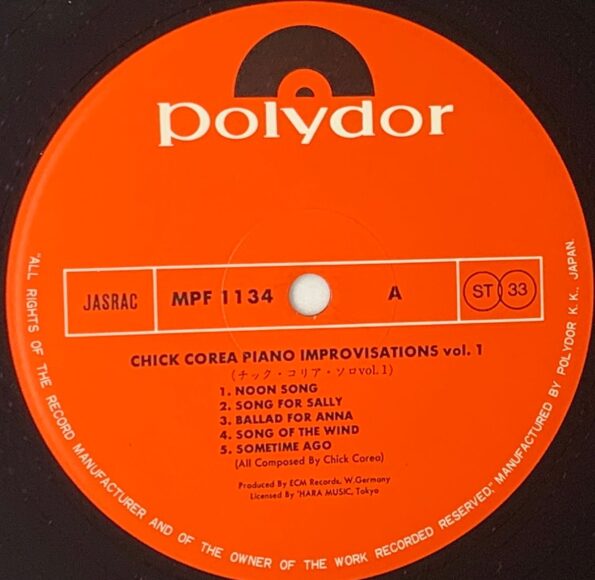 polydor
JASRAC MPF 1134 A ST 33
CHICK COREA PIANO IMPROVISATIONS vol. 1
(チック・コリア・ソロvol.1)
1. NOON SONG
2. SONG FOR SALLY
3. BALLAD FOR ANNA
4. SONG OF THE WIND
5. SOMETIME AGO
(All Composed By Chick Corea)
Produced By ECM Records, W.Germany
Licensed By 'HARA MUSIC, Tokyo
"ALL RIGHTS OF THE RECORD MANUFACTURER AND OF THE OWNER OF THE WORK RECORDED RESERVED." MANUFACTURED BY POLYDOR K.K., JAPAN.